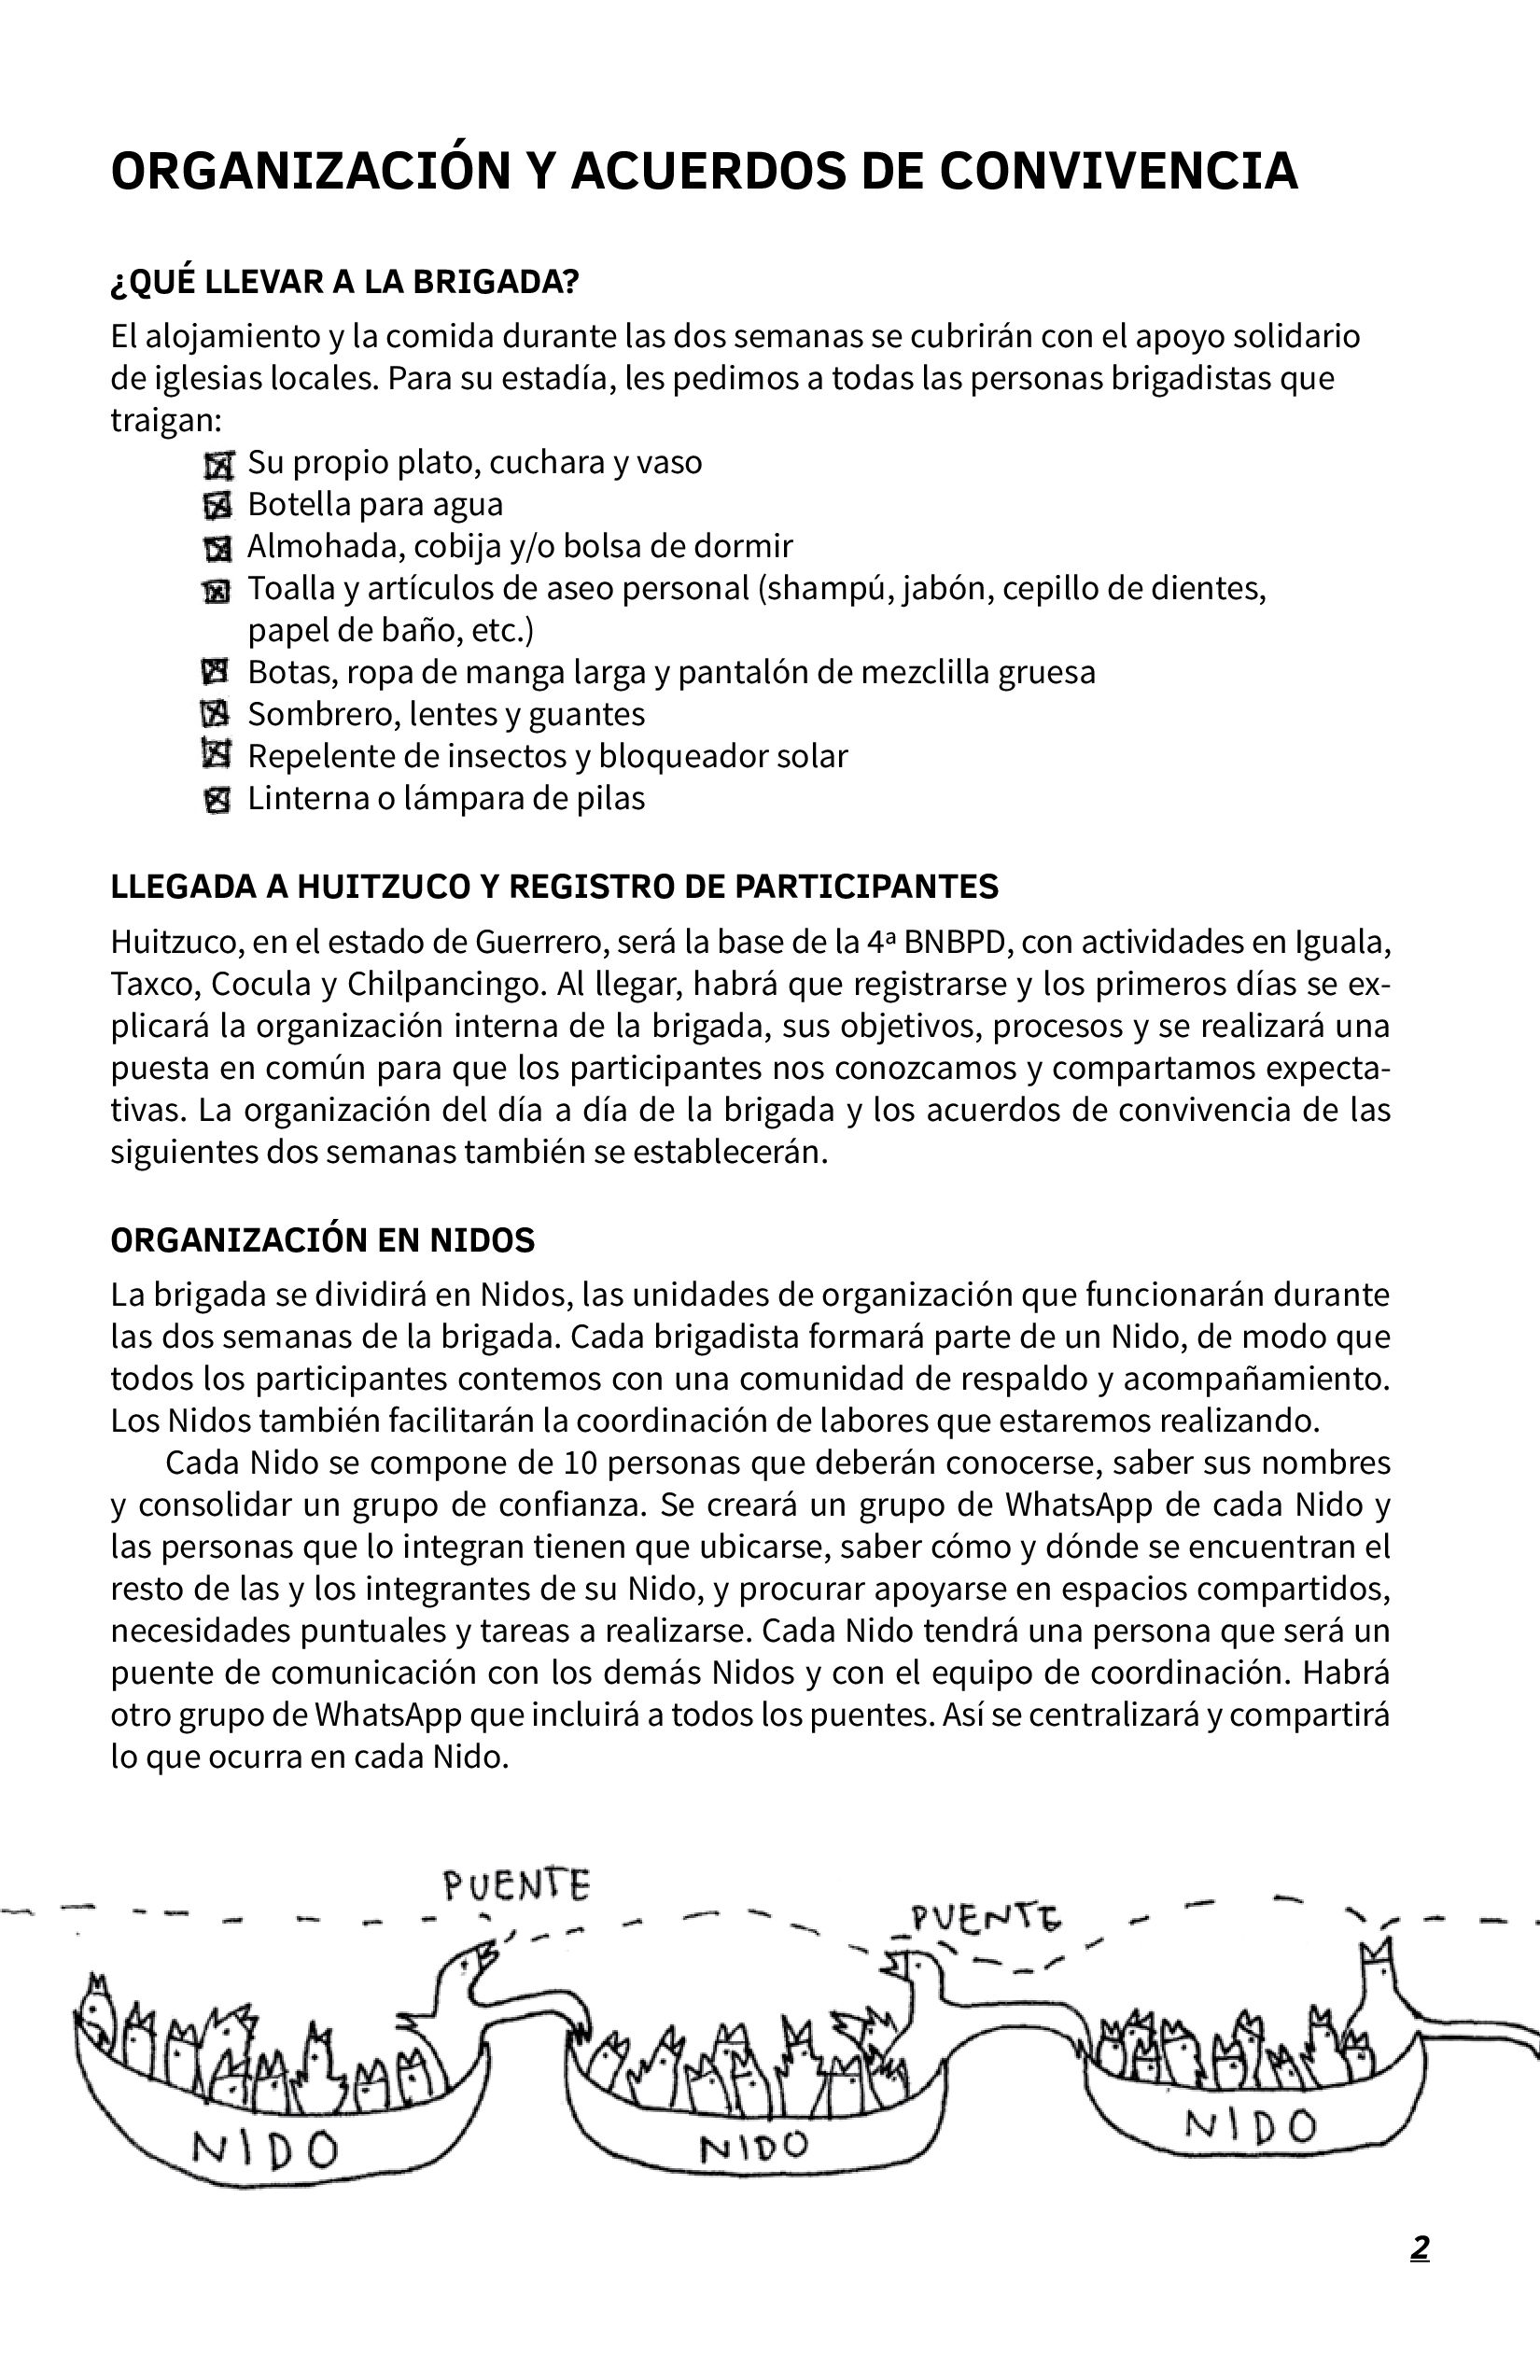 ORGANIZACIÓN Y ACUERDOS DE CONVIVENCIA
¿QUÉ LLEVAR A LA BRIGADA?
El alojamiento y la comida durante las dos semanas se cubrirán con el apoyo solidario
de iglesias locales. Para su estadía, les pedimos a todas las personas brigadistas que
traigan:
Su propio plato, cuchara y vaso
Botella para agua
Almohada, cobija y/o bolsa de dormir
Toalla y artículos de aseo personal (shampú, jabón, cepillo de dientes,
papel de baño, etc.)
Botas, ropa de manga larga y pantalón de mezclilla gruesa
Sombrero, lentes y guantes
Repelente de insectos y bloqueador solar
Linterna o lámpara de pilas
LLEGADA A HUITZUCO Y REGISTRO DE PARTICIPANTES
Huitzuco, en el estado de Guerrero, será la base de la 4ª BNBPD, con actividades en Iguala,
Taxco, Cocula y Chilpancingo. Al llegar, habrá que registrarse y los primeros días se ex-
plicará la organización interna de la brigada, sus objetivos, procesos y se realizará una
puesta en común para que los participantes nos conozcamos y compartamos expecta-
tivas. La organización del día a día de la brigada y los acuerdos de convivencia de las
siguientes dos semanas también se establecerán.
ORGANIZACIÓN EN NIDOS
La brigada se dividirá en Nidos, las unidades de organización que funcionarán durante
las dos semanas de la brigada. Cada brigadista formará parte de un Nido, de modo que
todos los participantes contemos con una comunidad de respaldo y acompañamiento.
Los Nidos también facilitarán la coordinación de labores que estaremos realizando.
Cada Nido se compone de 10 personas que deberán conocerse, saber sus nombres
y consolidar un grupo de confianza. Se creará un grupo de WhatsApp de cada Nido y
las personas que lo integran tienen que ubicarse, saber cómo y dónde se encuentran el
resto de las y los integrantes de su Nido, y procurar apoyarse en espacios compartidos,
necesidades puntuales y tareas a realizarse. Cada Nido tendrá una persona que será un
puente de comunicación con los demás Nidos y con el equipo de coordinación. Habrá
otro grupo de WhatsApp que incluirá a todos los puentes. Así se centralizará y compartirá
lo que ocurra en cada Nido.
PUENTE
PUENTE
NIDO
NIDO
NIDO
2